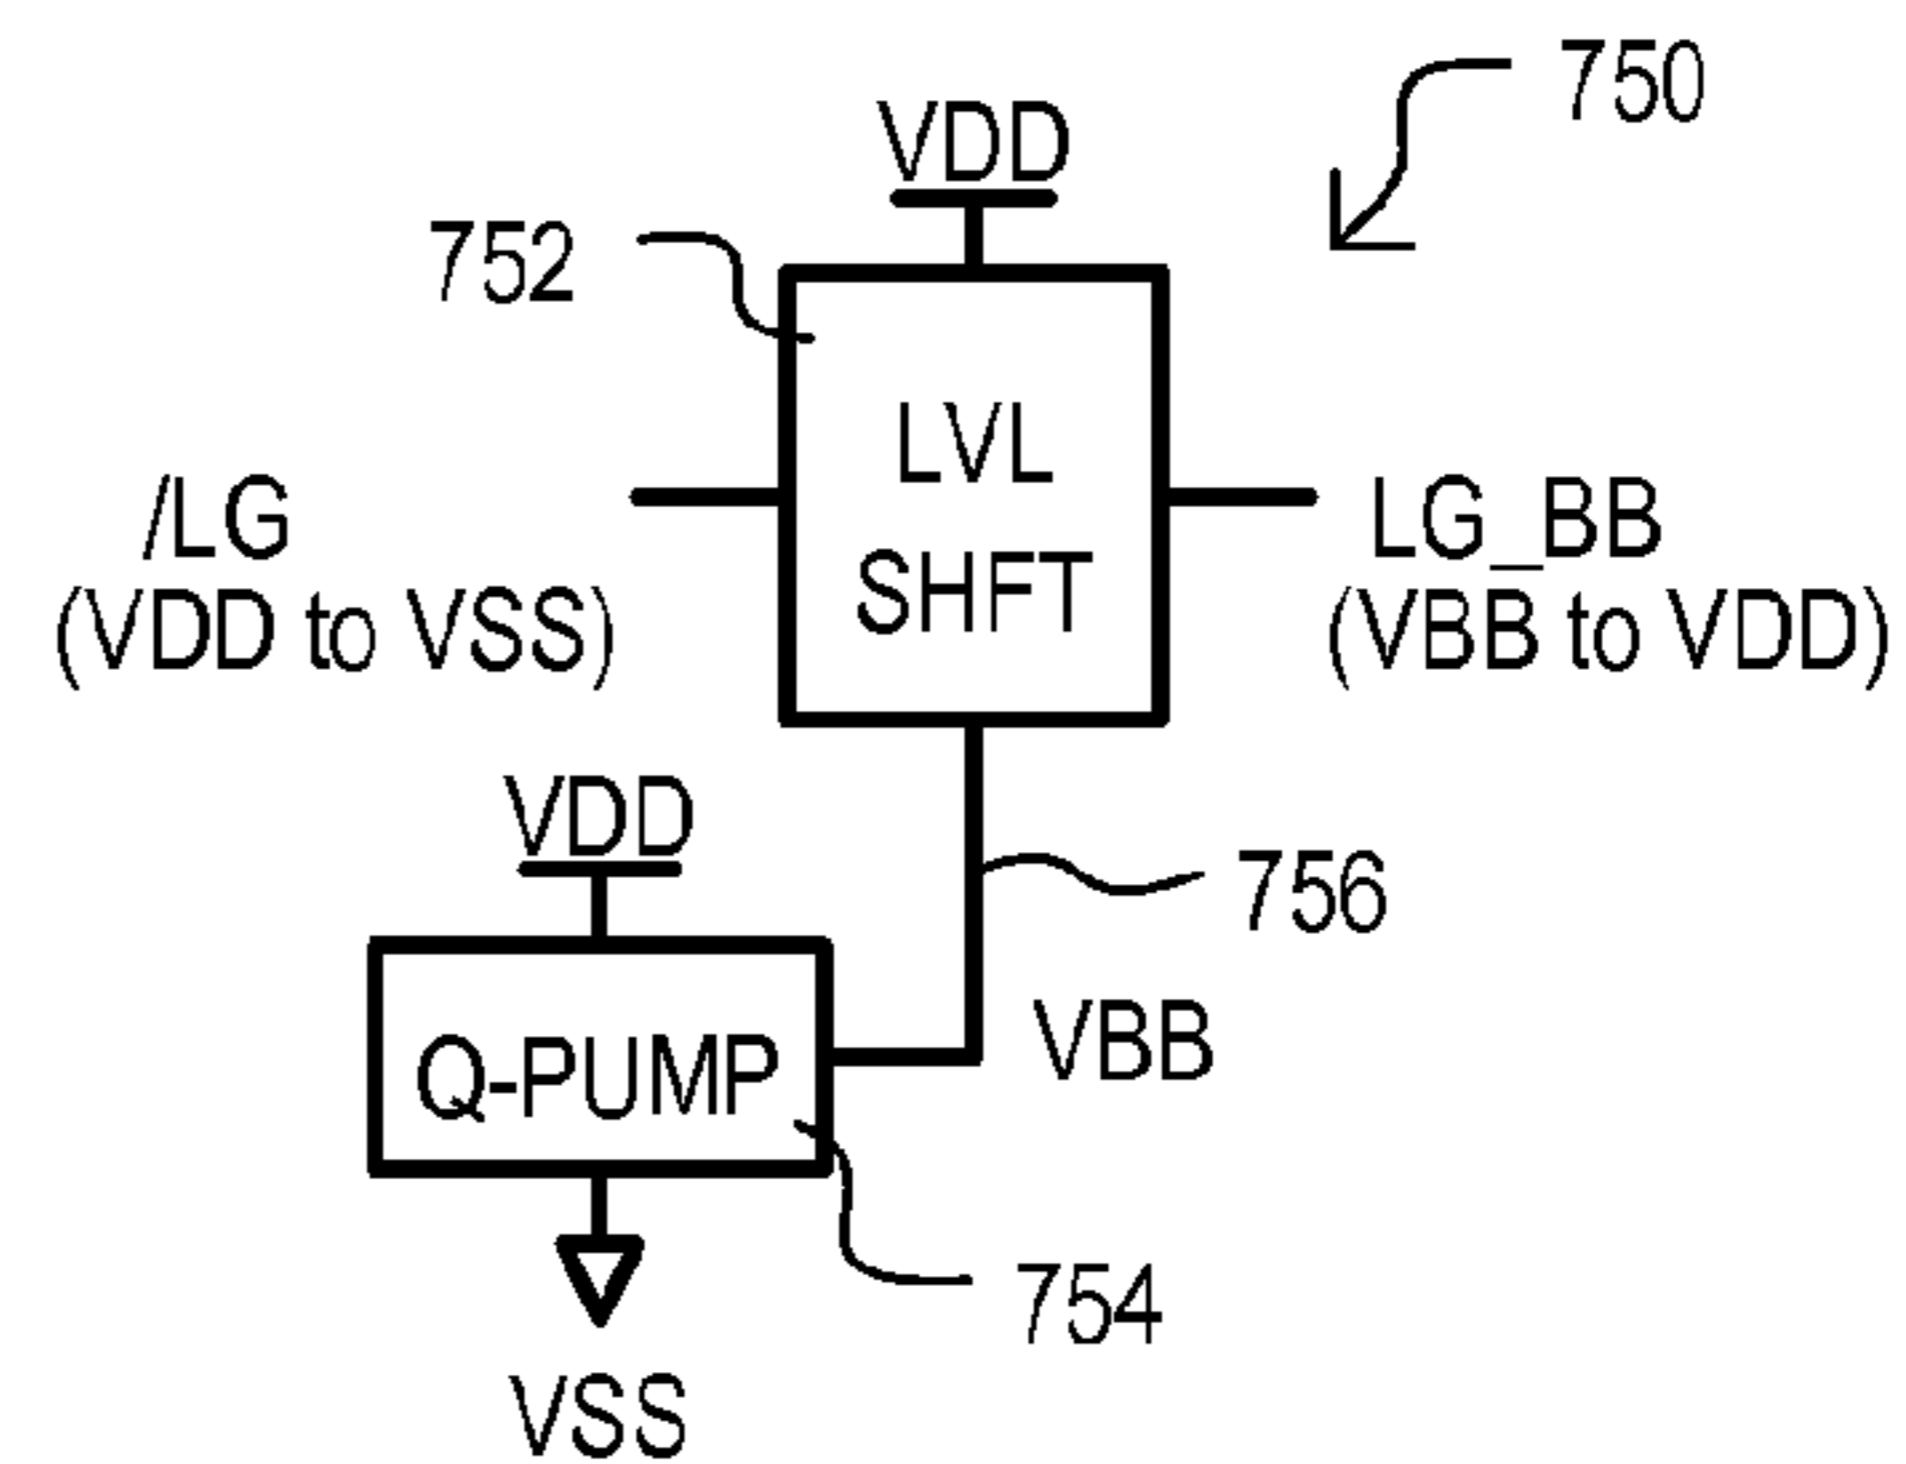 750
VDD
752
LVL
SHFT
/LG
(VDD to VSS)
LG_BB
(VBB to VDD)
VDD
756
Q-PUMP
VBB
754
VSS